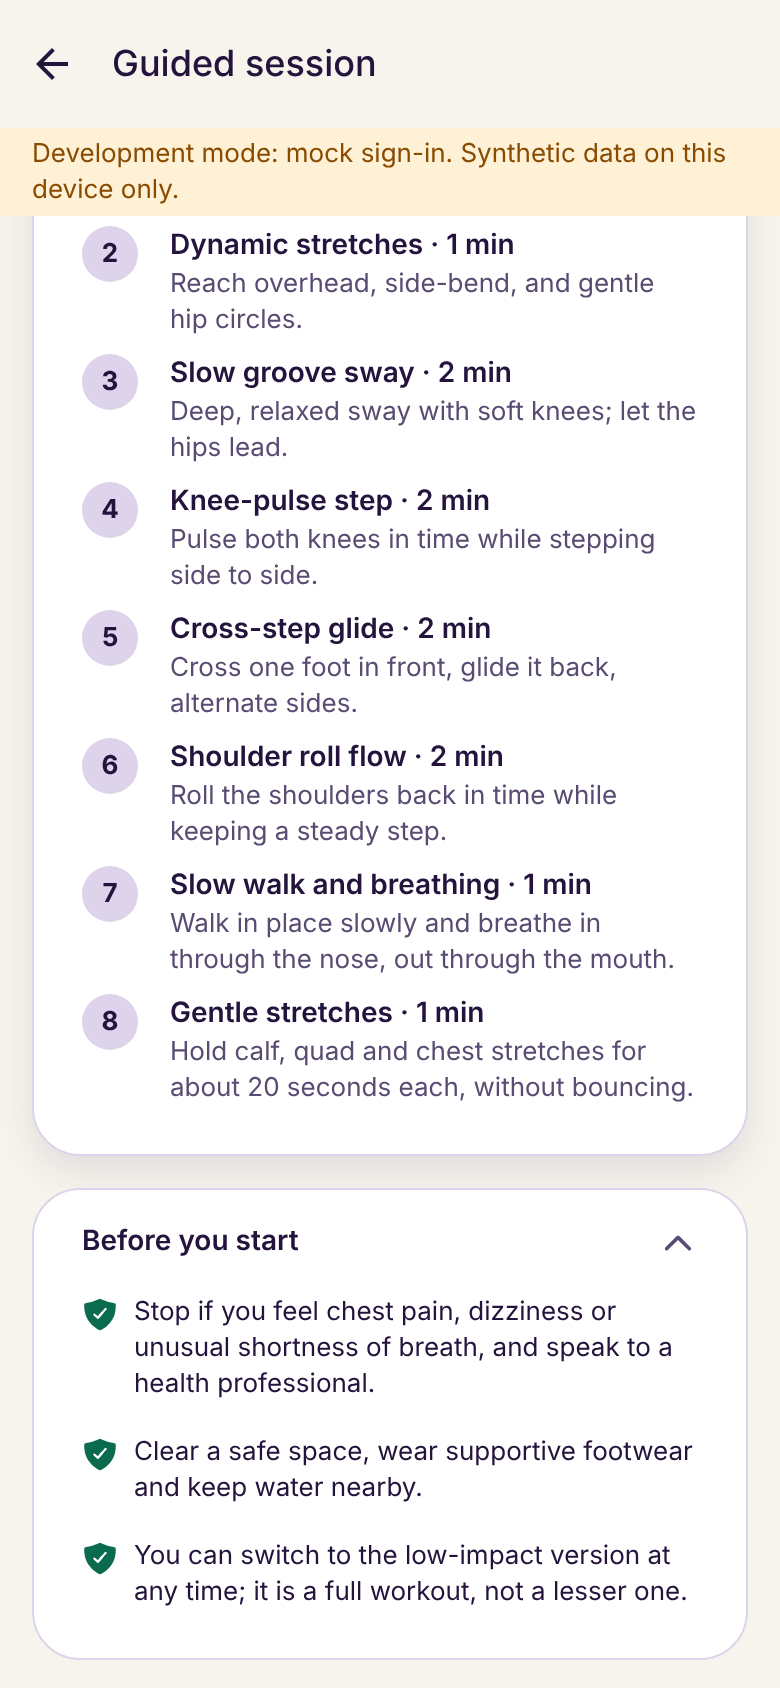 Guided session
Development mode: mock sign-in. Synthetic data on this
device only.
2
Dynamic stretches · 1 min
Reach overhead, side-bend, and gentle
hip circles.
3
Slow groove sway · 2 min
Deep, relaxed sway with soft knees; let the
hips lead.
4
Knee-pulse step · 2 min
Pulse both knees in time while stepping
side to side.
5
Cross-step glide · 2 min
Cross one foot in front, glide it back,
alternate sides.
6
Shoulder roll flow · 2 min
Roll the shoulders back in time while
keeping a steady step.
7
Slow walk and breathing · 1 min
Walk in place slowly and breathe in
through the nose, out through the mouth.
8
Gentle stretches · 1 min
Hold calf, quad and chest stretches for
about 20 seconds each, without bouncing.
Before you start
Stop if you feel chest pain, dizziness or
unusual shortness of breath, and speak to a
health professional.
Clear a safe space, wear supportive footwear
and keep water nearby.
You can switch to the low-impact version at
any time; it is a full workout, not a lesser one.